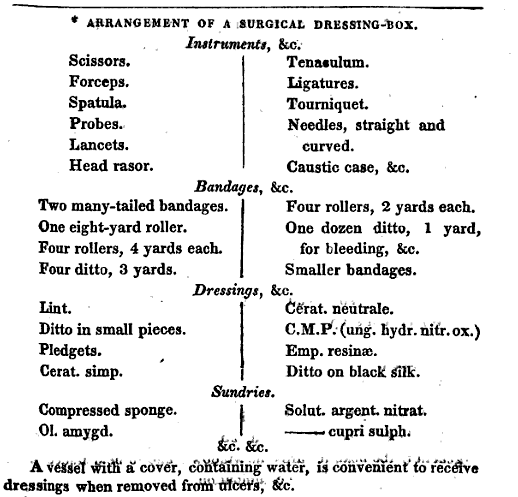 * ARRANGEMENT OF A SURGICAL DRESSING-BOX.
Instruments, &c.
Scissors.
Forceps.
Spatula.
Probes.
Lancets.
Head rasor.
Tenaculum.
Ligatures.
Tourniquet.
Needles, straight and
curved.
Caustic case, &c.
Bandages, &c.
Two many-tailed bandages.
One eight-yard roller.
Four rollers, 4 yards each.
Four ditto, 3 yards.
Four rollers, 2 yards each.
One dozen ditto, 1 yard,
for bleeding, &c.
Smaller bandages.
Dressings, &c.
Lint.
Ditto in small pieces.
Pledgets.
Cerat. simp.
Cerat. neutrale.
C.M.P. (ung. hydr. nitr. ox.)
Emp. resinæ.
Ditto on black silk.
Sundries.
Compressed sponge.
Ol. amygd.
Solut. argent. nitrat.
—— cupri sulph.
&c. &c.
A vessel with a cover, containing water, is convenient to receive
dressings when removed from ulcers, &c.